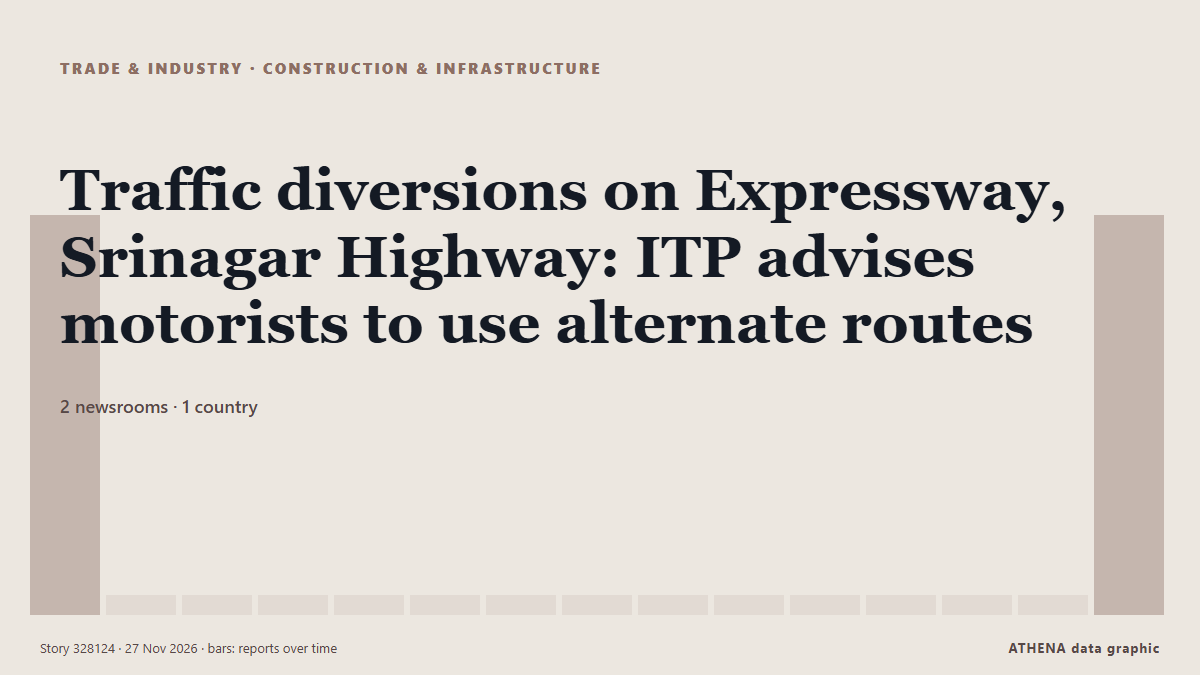 TRADE & INDUSTRY · CONSTRUCTION & INFRASTRUCTURE
Traffic diversions on Expressway,
Srinagar Highway: ITP advises
motorists to use alternate routes
2 newsrooms · 1 country
Story 328124 · 27 Nov 2026 · bars: reports over time
ATHENA data graphic